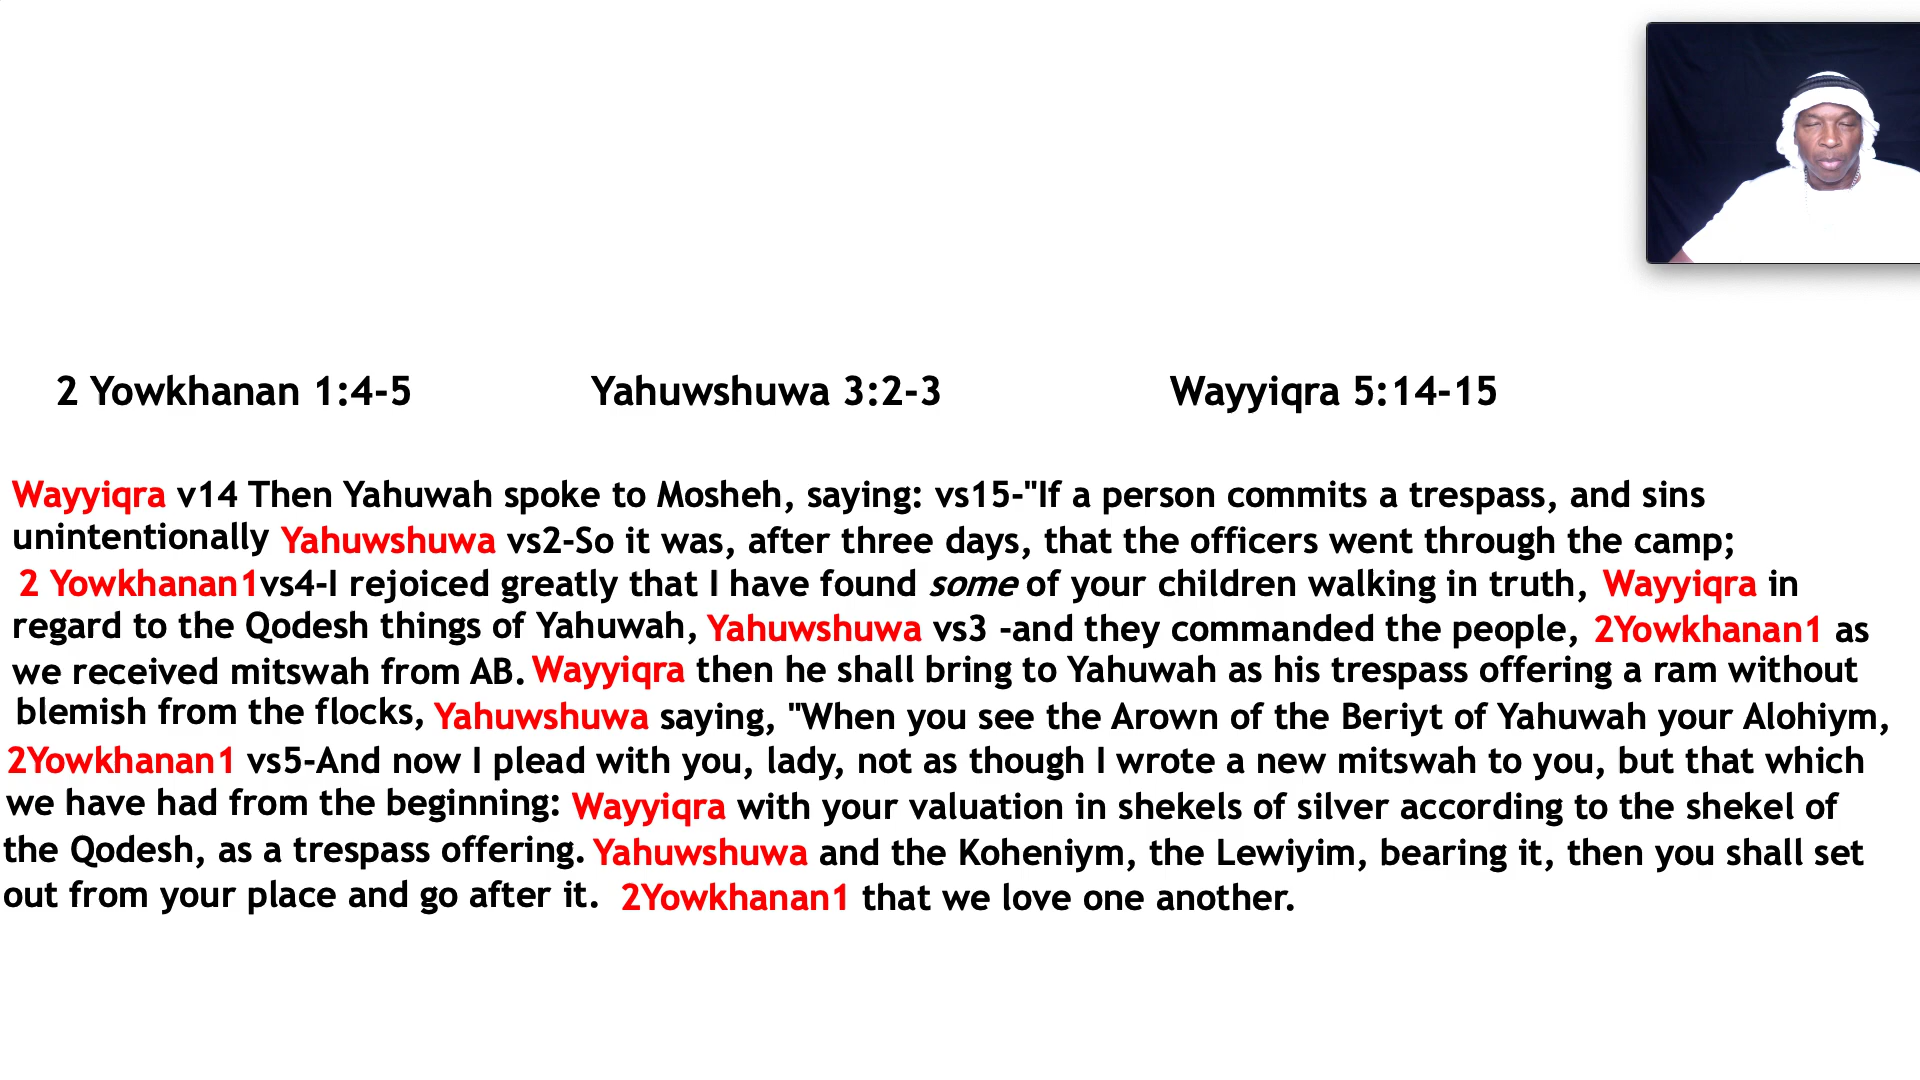 2 Yowkhanan 1:4-5 Yahuwshuwa 3:2-3 Wayyiqra 5:14-15
Wayyiqra v14 Then Yahuwah spoke to Mosheh, saying: vs15-"If a person commits a trespass, and sins
unintentionally Yahuwshuwa vs2-So it was, after three days, that the officers went through the camp;
2 Yowkhanan1vs4-I rejoiced greatly that I have found some of your children walking in truth, Wayyiqra in
regard to the Qodesh things of Yahuwah, Yahuwshuwa vs3 -and they commanded the people, 2Yowkhanan1 as
we received mitswah from AB. Wayyiqra then he shall bring to Yahuwah as his trespass offering a ram without
blemish from the flocks, Yahuwshuwa saying, "When you see the Arown of the Beriyt of Yahuwah your Alohiym,
2Yowkhanan1 vs5-And now I plead with you, lady, not as though I wrote a new mitswah to you, but that which
we have had from the beginning: Wayyiqra with your valuation in shekels of silver according to the shekel of
the Qodesh, as a trespass offering. Yahuwshuwa and the Koheniym, the Lewiyim, bearing it, then you shall set
out from your place and go after it. 2Yowkhanan1 that we love one another.